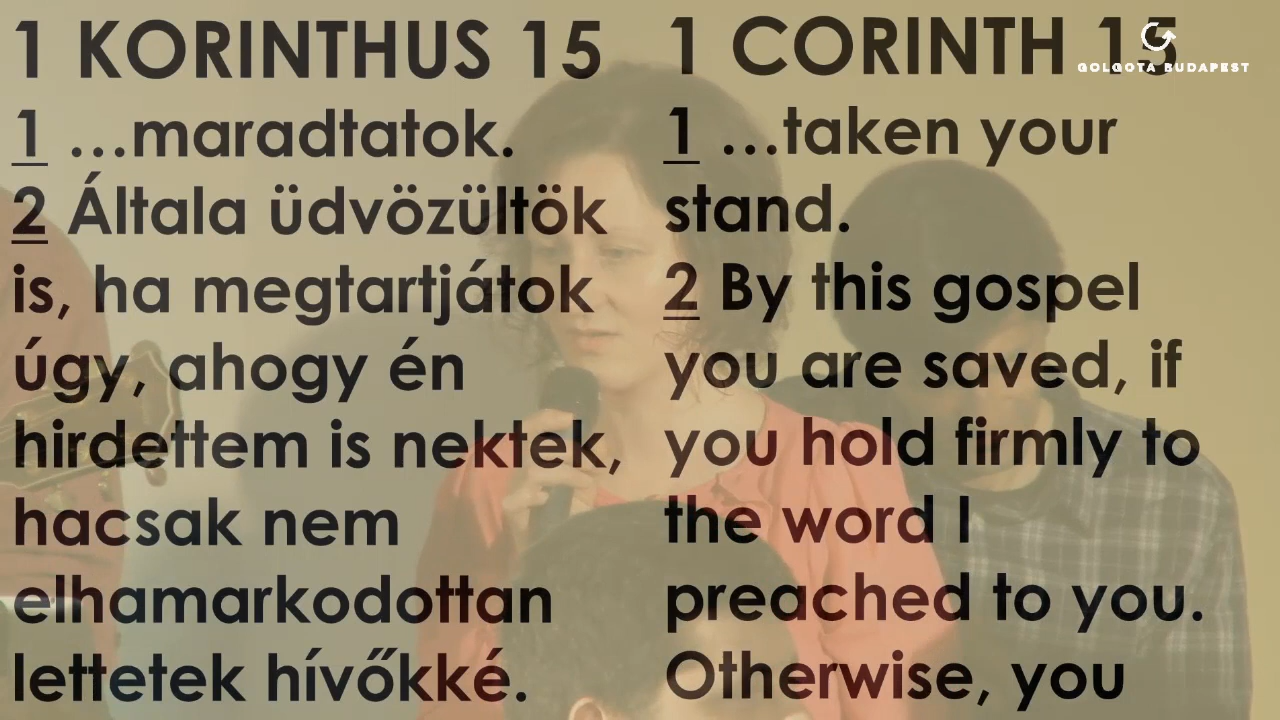 1 KORINTHUS 15
1 …maradtatok.
2 Általa üdvözültök
is, ha megtartjátok
úgy, ahogy én
hirdettem is nektek,
hacsak nem
elhamarkodottan
lettetek hívőkké.
1 CORINTH 15
1 …taken your
stand.
2 By this gospel
you are saved, if
you hold firmly to
the word I
preached to you.
Otherwise, you
GOLGOTA BUDAPEST